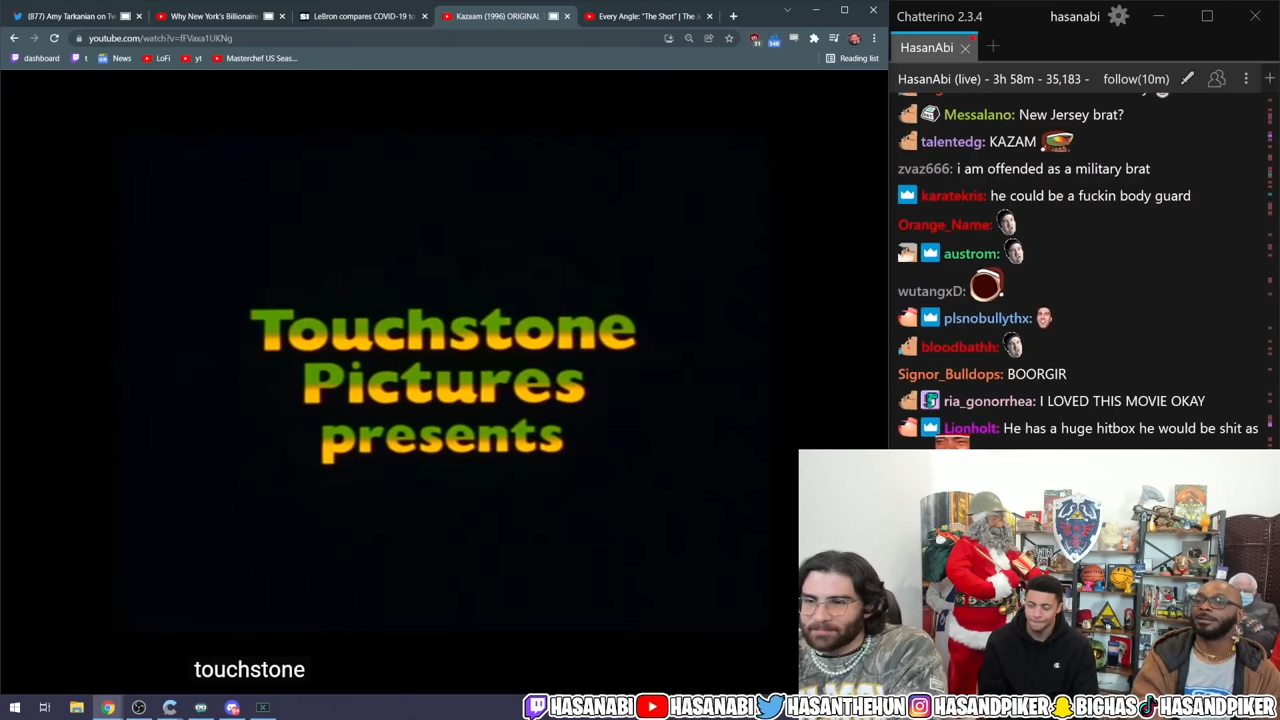 (877) Amy Tarkanian on Tw
Why New York's Billionaire
LeBron compares COVID-19 to
Kazaam (1996) ORIGINAL
Every Angle: "The Shot" | The J
youtube.com/watch?v=fFVaxa1UKNg
dashboard
t
News
LoFi
yt
Masterchef US Seas...
Reading list
Touchstone
Pictures
presents
touchstone
Chatterino 2.3.4
hasanabi
HasanAbi
HasanAbi (live) - 3h 58m - 35,183 - follow(10m)
Messalano: New Jersey brat?
talentedg: KAZAM
zvaz666: i am offended as a military brat
karatekris: he could be a fuckin body guard
Orange_Name:
austrom:
wutangxD:
plsnobullythx:
bloodbathh:
Signor_Bulldops: BOORGIR
ria_gonorrhea: I LOVED THIS MOVIE OKAY
Lionholt: He has a huge hitbox he would be shit as
HASANABI HASANABI HASANTHEHUN HASANDPIKER BIGHAS HASANDPIKER